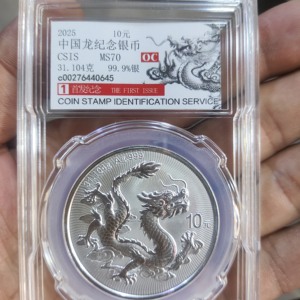 2025 10元
中国龙纪念银币
CSIS MS70 OC
31.104克 99.9%银
c00276440645
1 首发纪念 THE FIRST ISSUE
COIN STAMP IDENTIFICATION SERVICE
10元